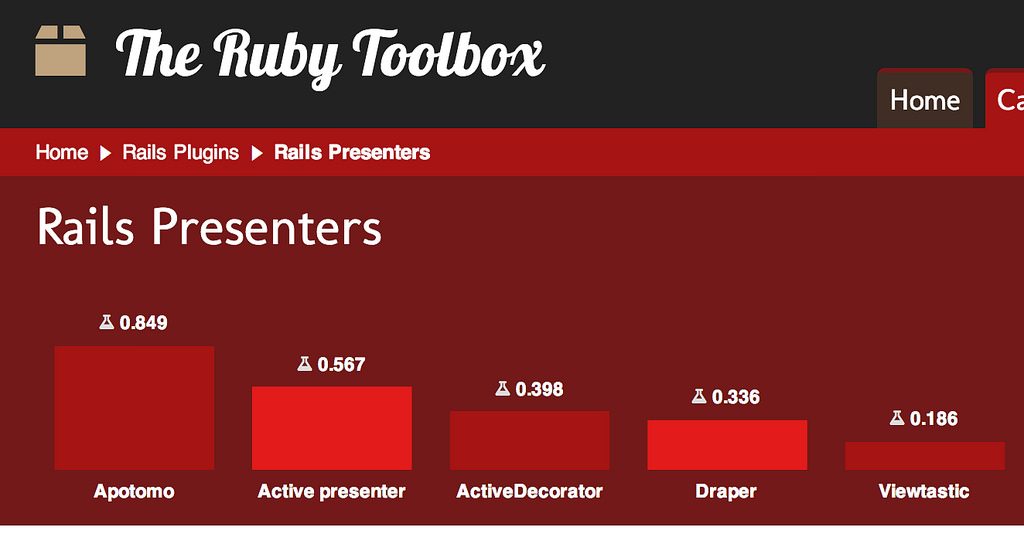 The Ruby Toolbox
Home
Ca
Home Rails Plugins Rails Presenters
Rails Presenters
0.849
0.567
0.398
0.336
0.186
Apotomo
Active presenter
ActiveDecorator
Draper
Viewtastic